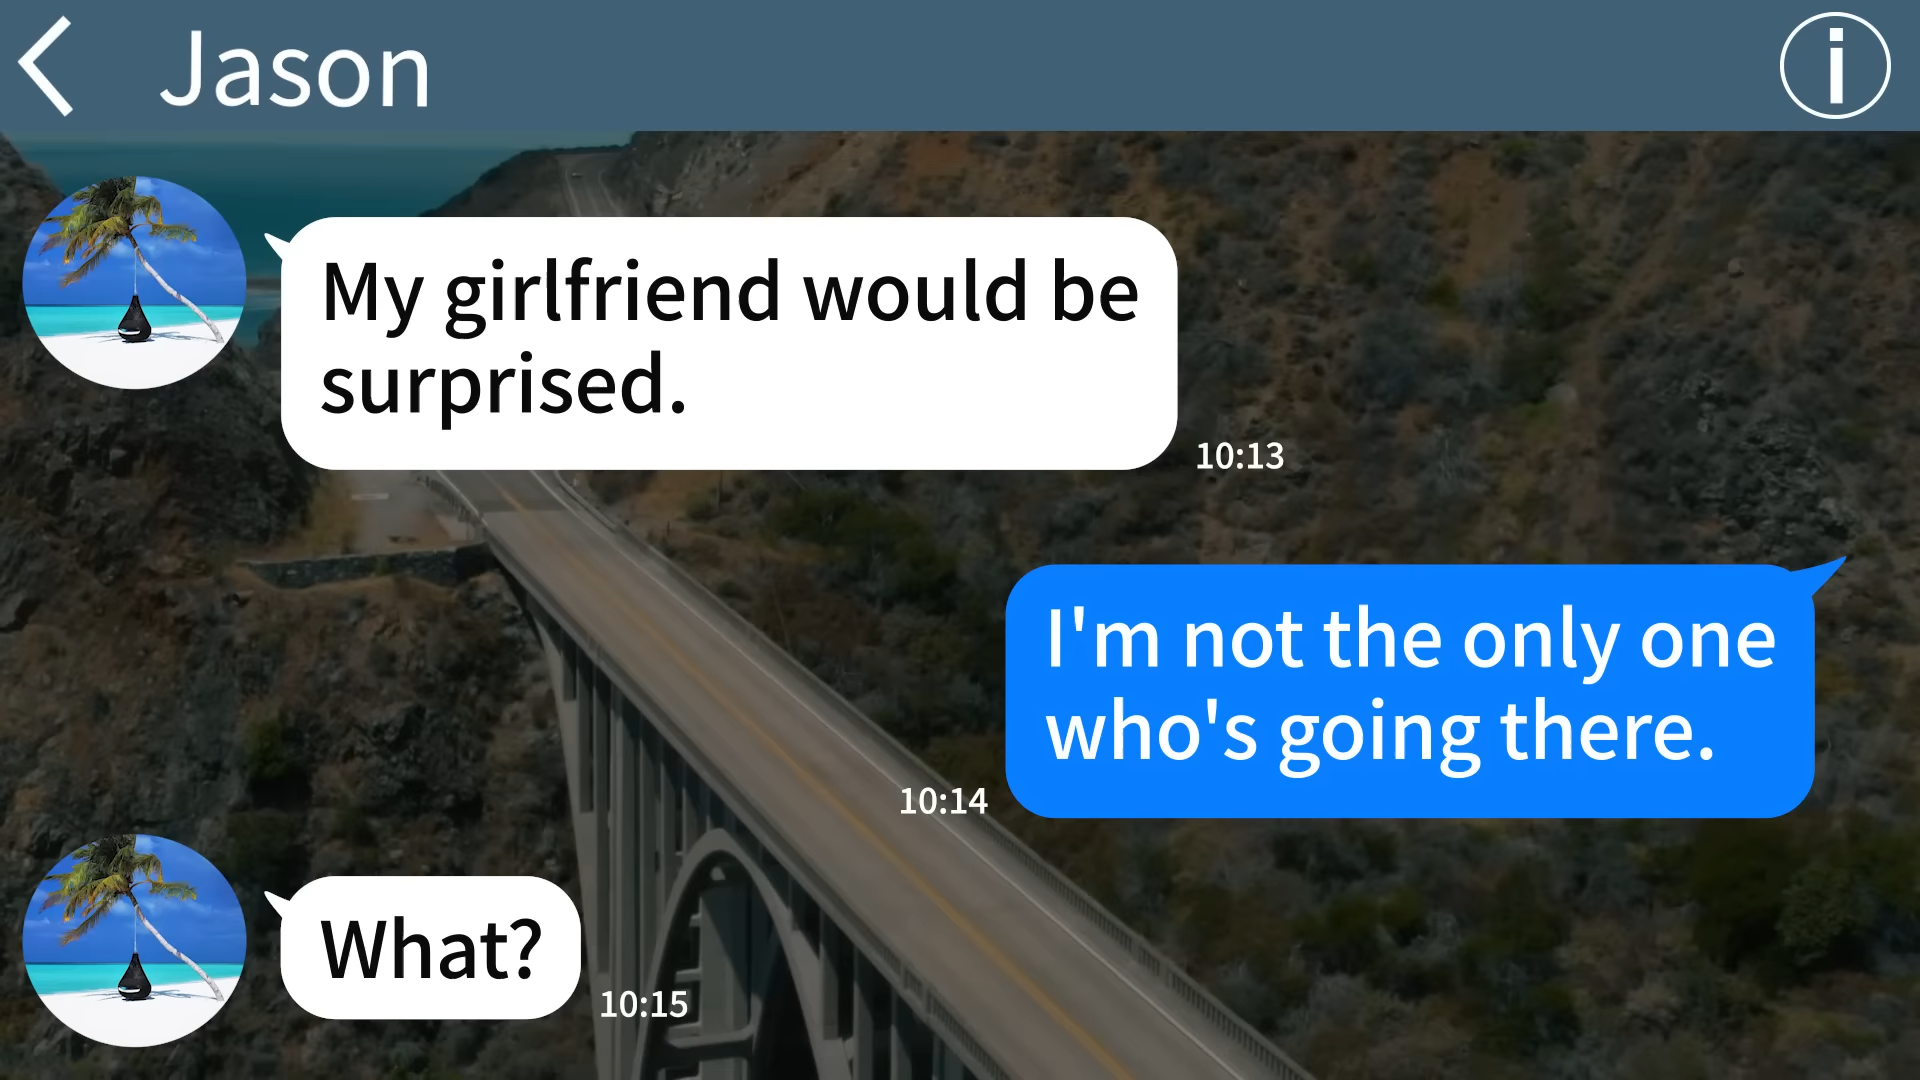 Jason
My girlfriend would be
surprised.
10:13
I'm not the only one
who's going there.
10:14
What?
10:15